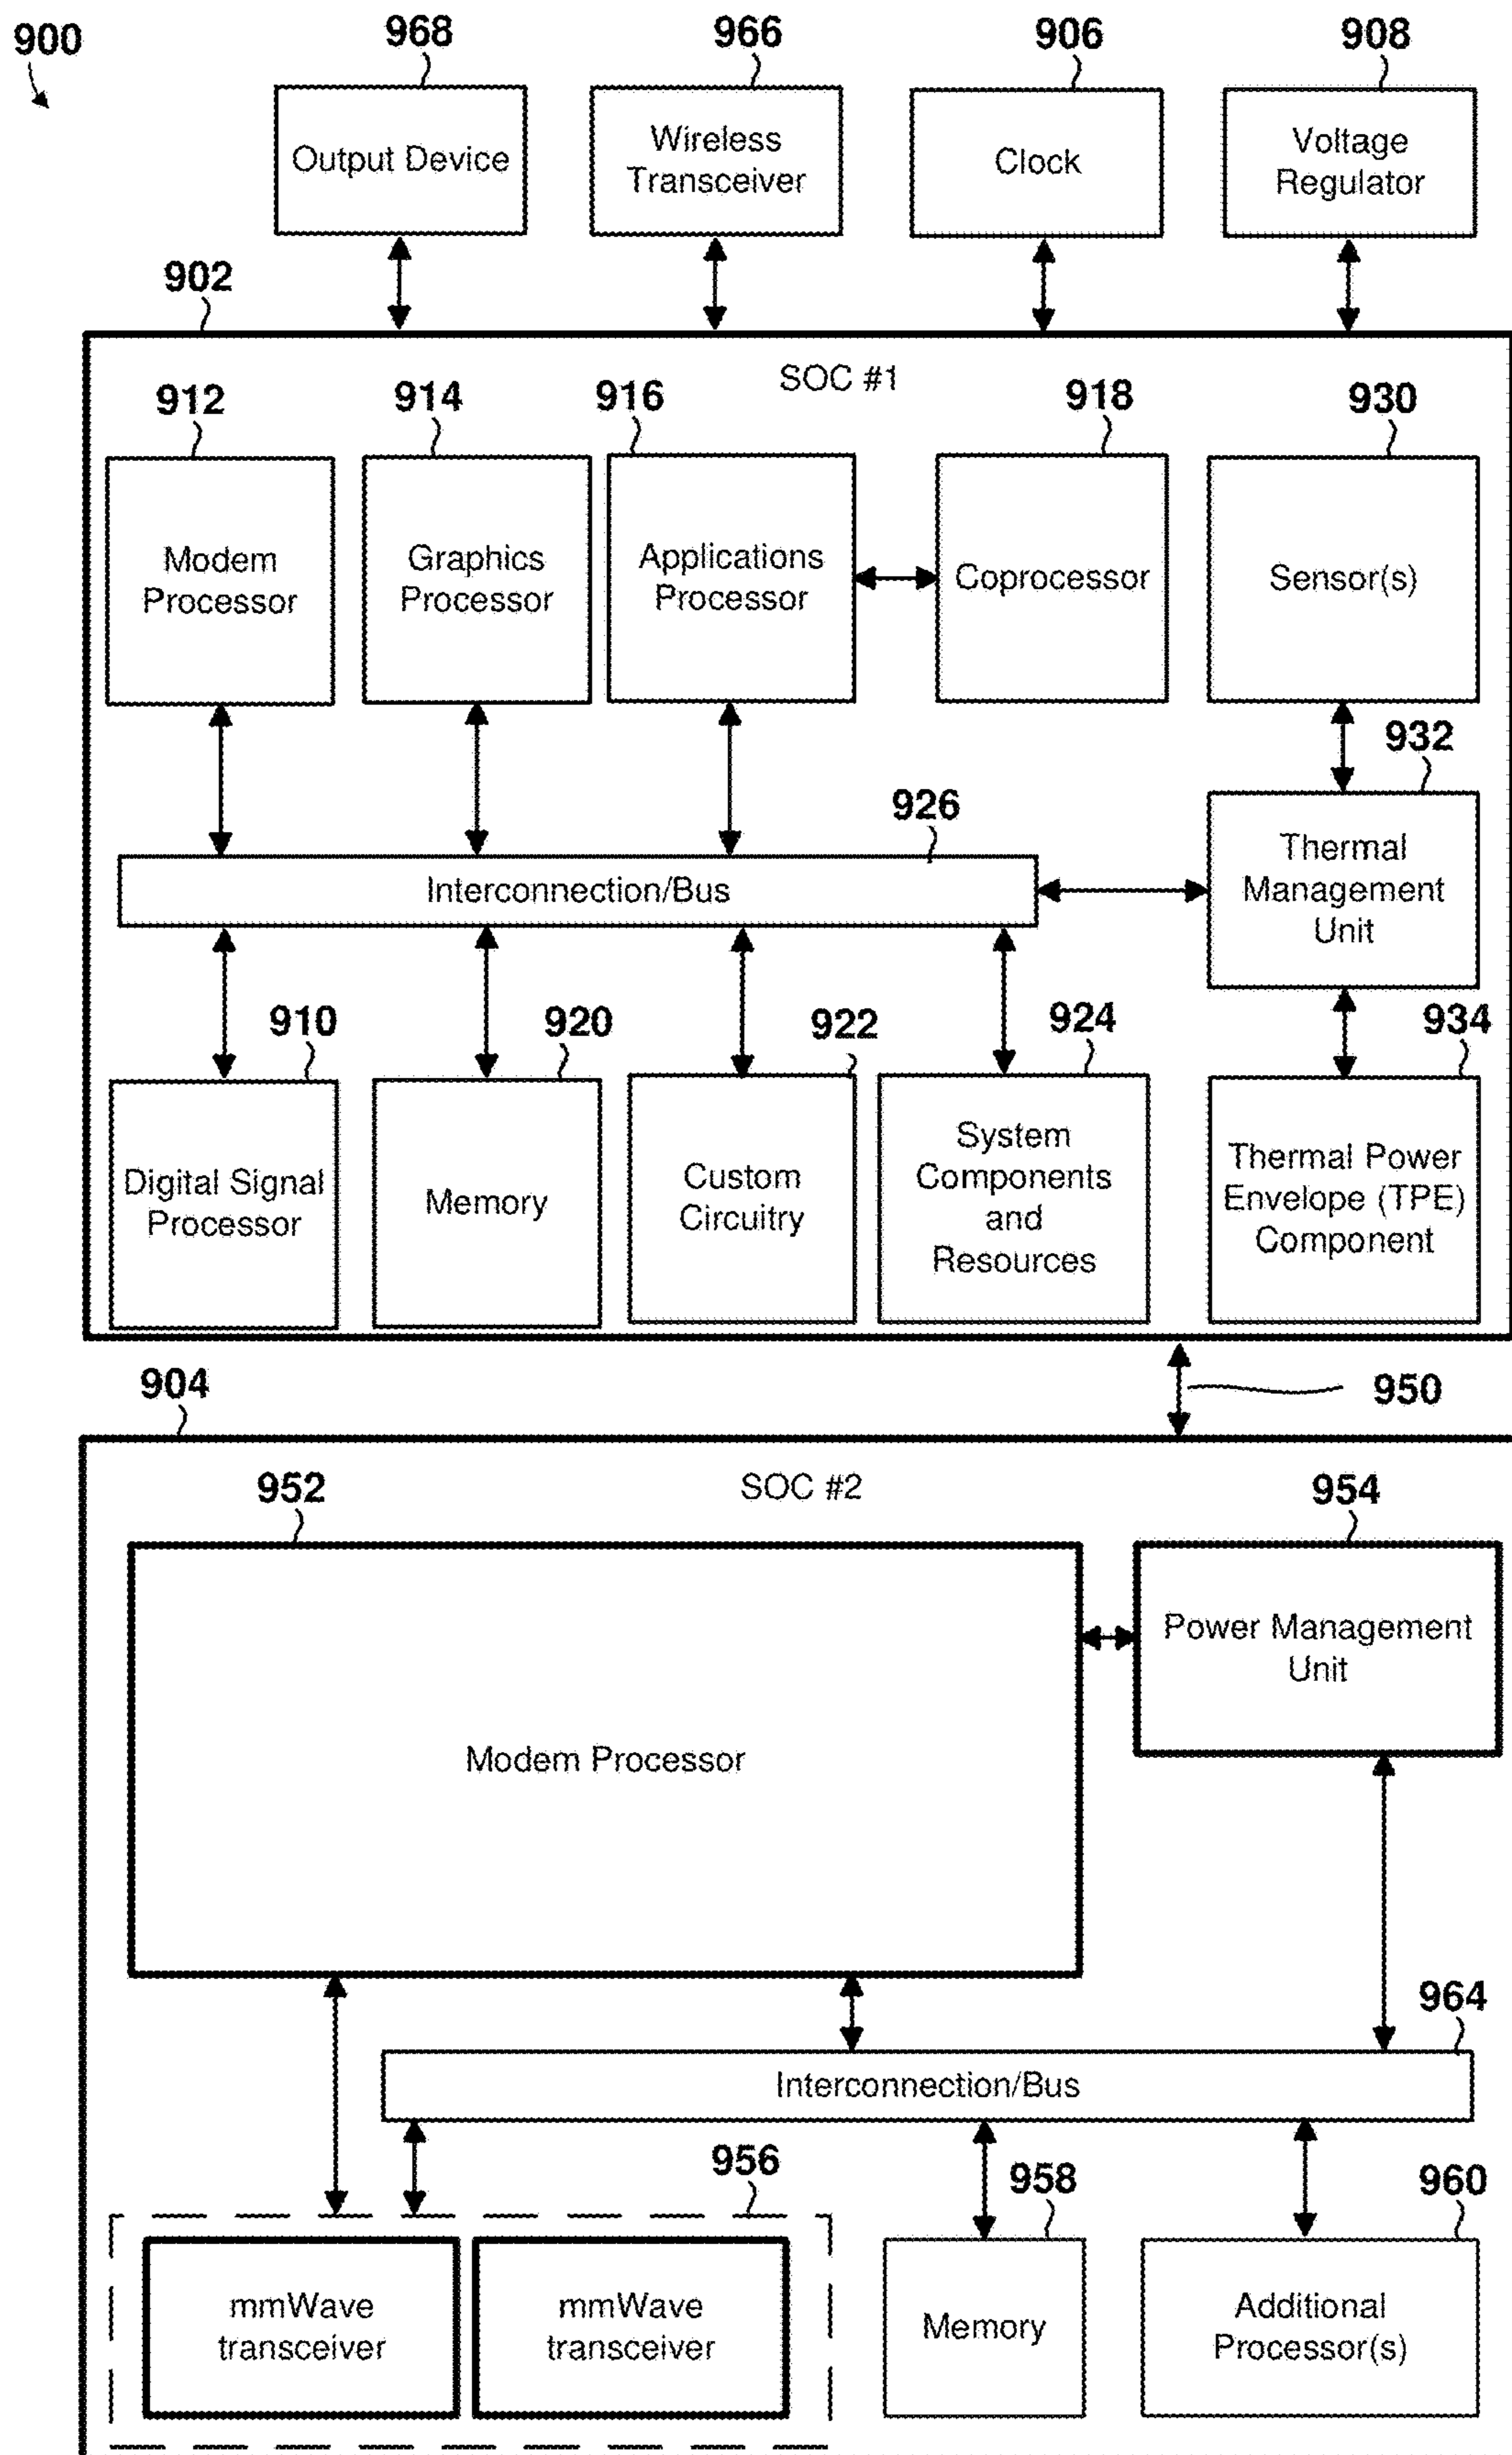 900
968
966
906
908
Output Device
Wireless
Transceiver
Clock
Voltage
Regulator
902
SOC #1
912
914
916
918
930
Modem
Processor
Graphics
Processor
Applications
Processor
Coprocessor
Sensor(s)
932
926
Interconnection/Bus
Thermal
Management
Unit
910
920
922
924
934
Digital Signal
Processor
Memory
Custom
Circuitry
System
Components
and
Resources
Thermal Power
Envelope (TPE)
Component
950
904
SOC #2
952
954
Modem Processor
Power Management
Unit
964
Interconnection/Bus
956
958
960
mmWave
transceiver
mmWave
transceiver
Memory
Additional
Processor(s)